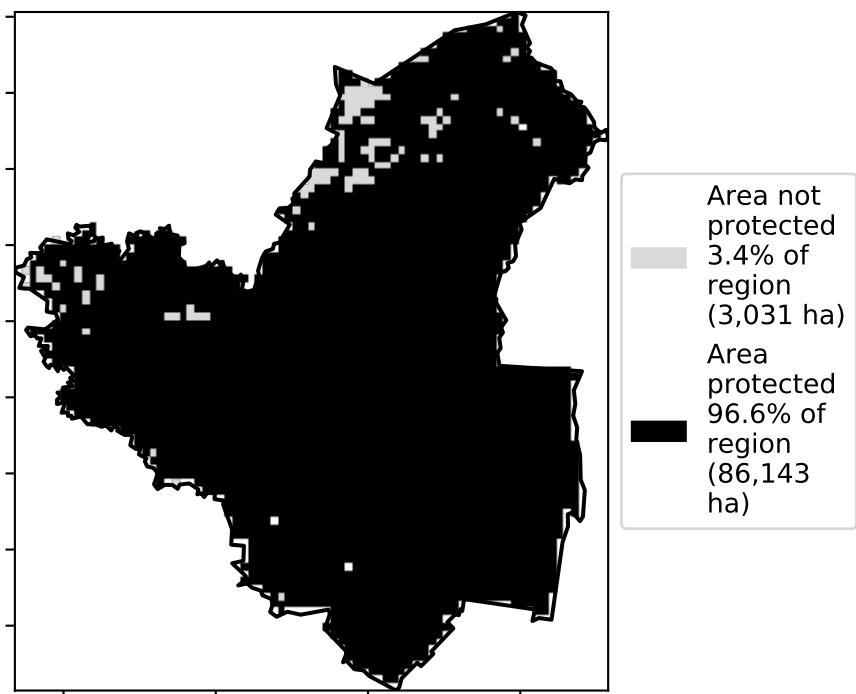 Area not
protected
3.4% of
region
(3,031 ha)
Area
protected
96.6% of
region
(86,143
ha)